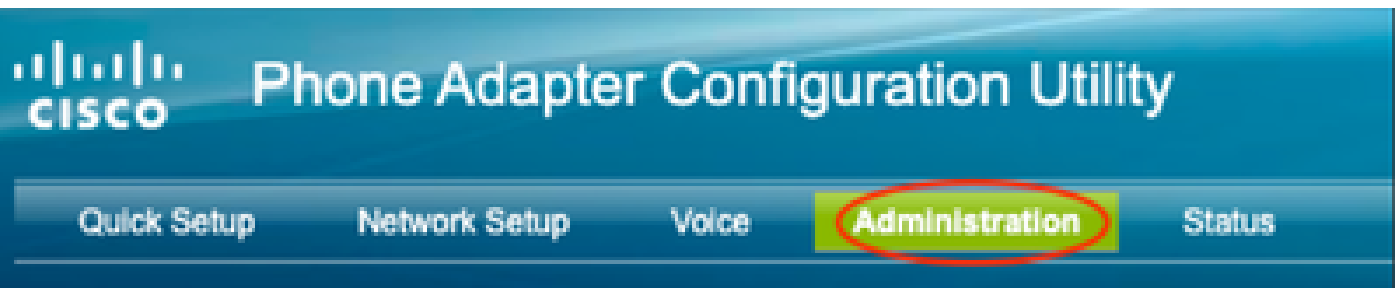 CISCO
Phone Adapter Configuration Utility
Quick Setup Network Setup Voice Administration Status